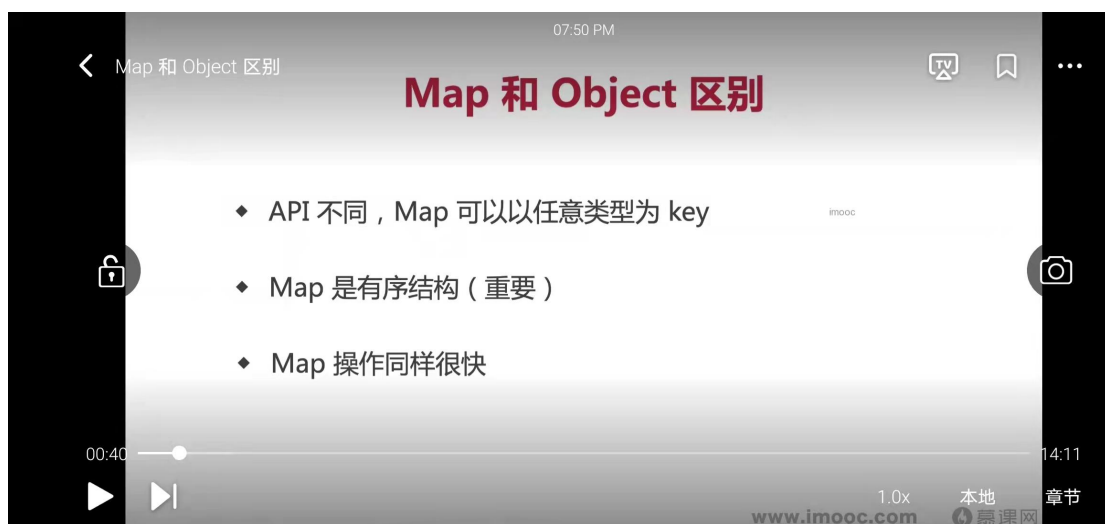 07:50 PM
Map 和 Object 区别
Map 和 Object 区别
API 不同，Map 可以以任意类型为 key
imooc
Map 是有序结构（重要）
Map 操作同样很快
00:40
14:11
1.0x 本地 章节
www.imooc.com 慕课网